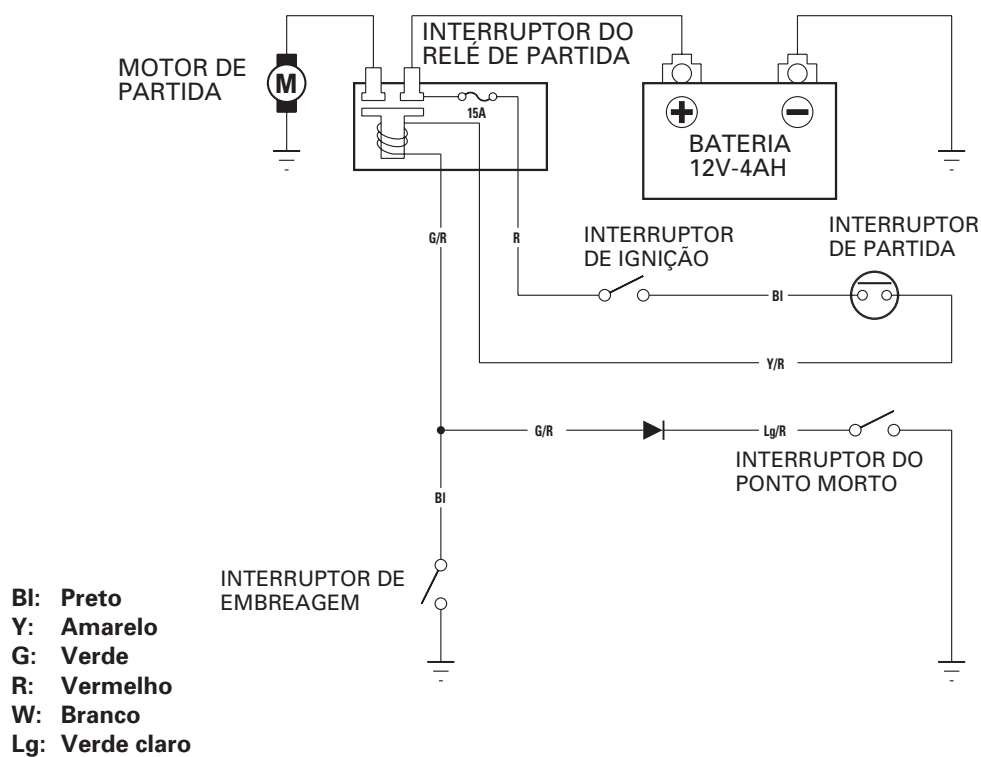 INTERRUPTOR DO
RELÉ DE PARTIDA
MOTOR DE
PARTIDA
M
15A
+
−
BATERIA
12V-4AH
G/R
R
INTERRUPTOR
DE IGNIÇÃO
INTERRUPTOR
DE PARTIDA
Bl
Y/R
G/R
Lg/R
INTERRUPTOR DO
PONTO MORTO
Bl
INTERRUPTOR DE
EMBREAGEM
Bl: Preto
Y: Amarelo
G: Verde
R: Vermelho
W: Branco
Lg: Verde claro